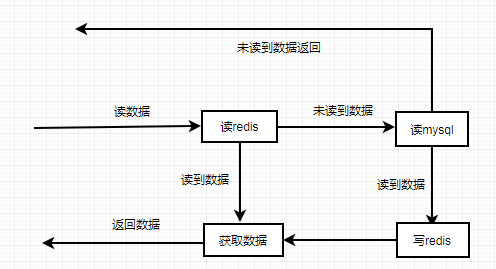 未读到数据返回
读数据
读redis
未读到数据
读mysql
读到数据
读到数据
返回数据
获取数据
写redis